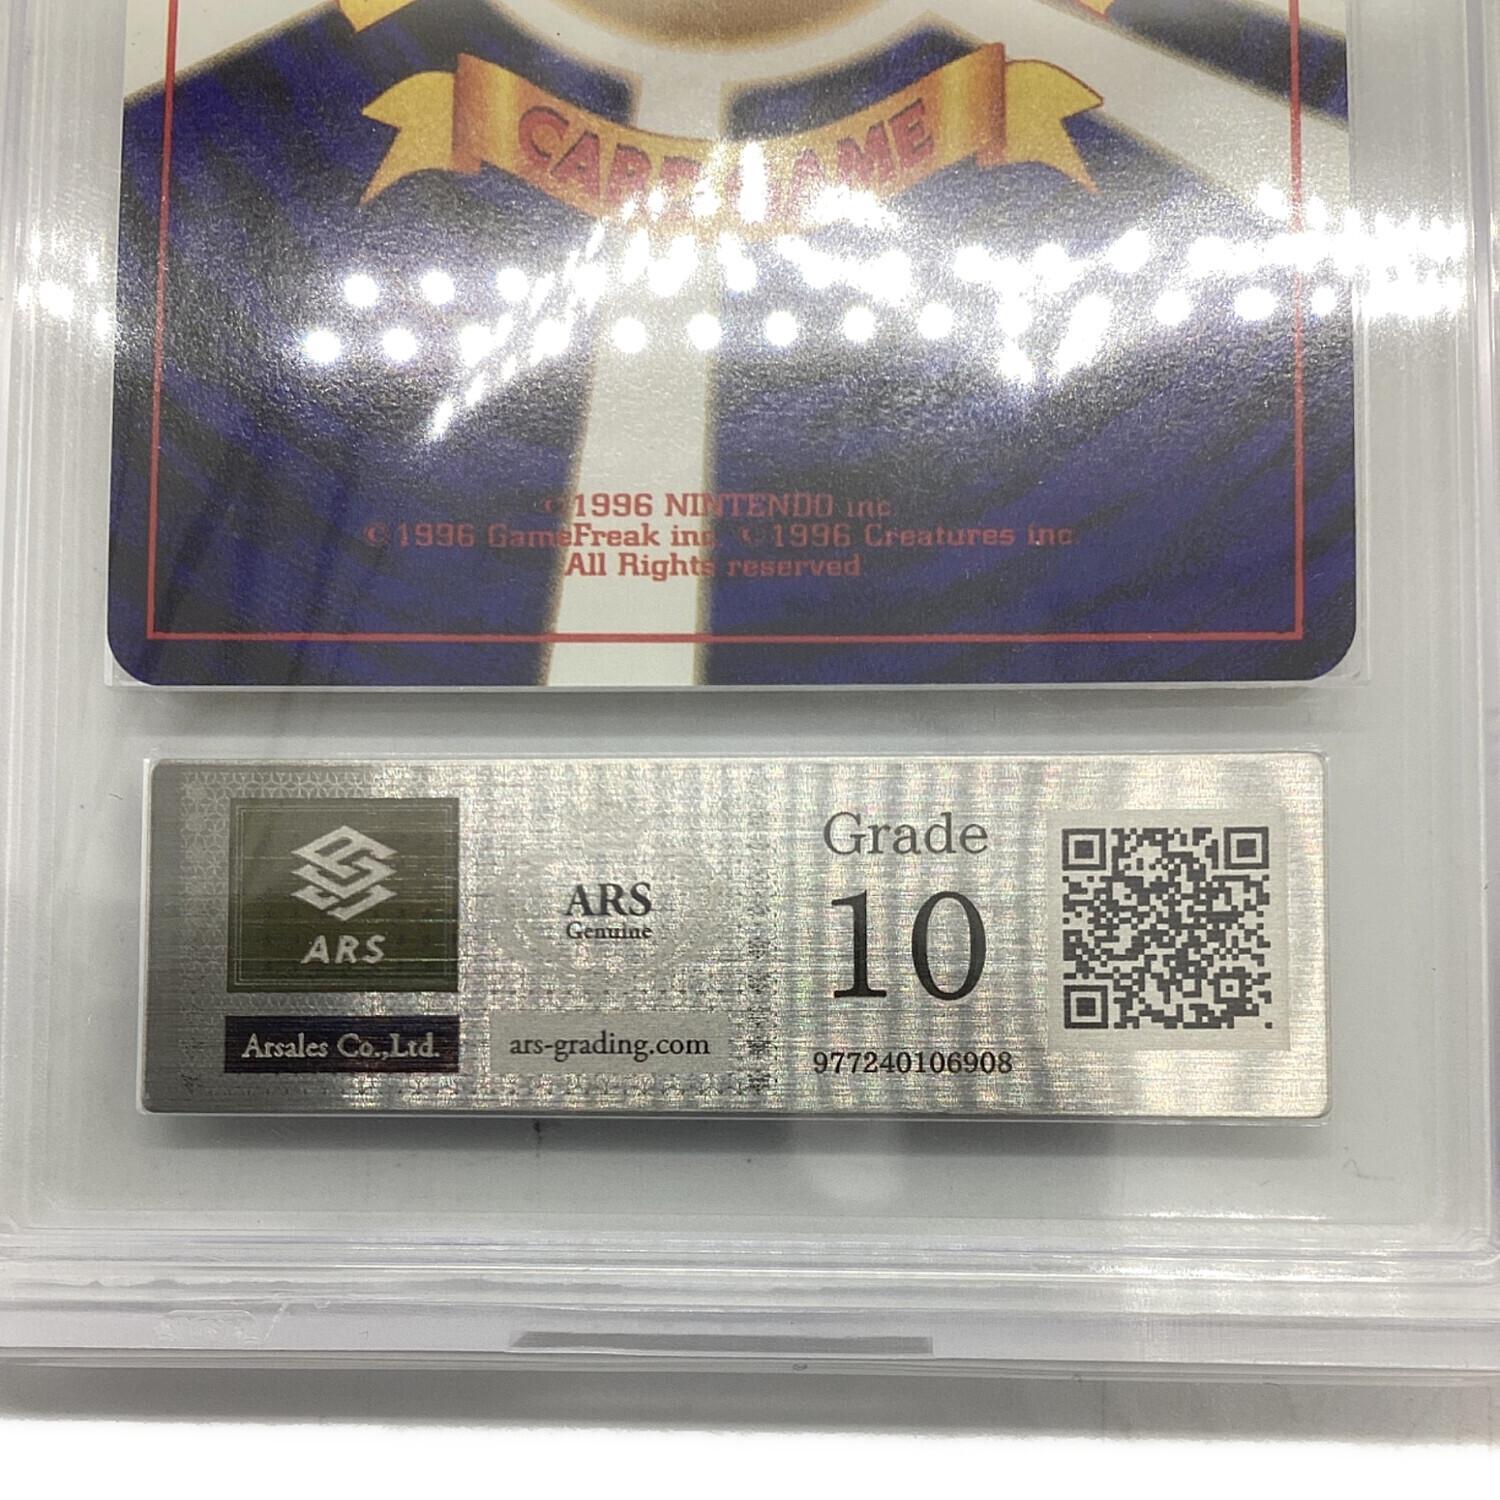 CARD GAME
©1996 NINTENDO inc.
©1996 GameFreak inc. ©1996 Creatures inc.
All Rights reserved
ARS
Arsales Co.,Ltd.
ARS
Genuine
ars-grading.com
Grade
10
977240106908